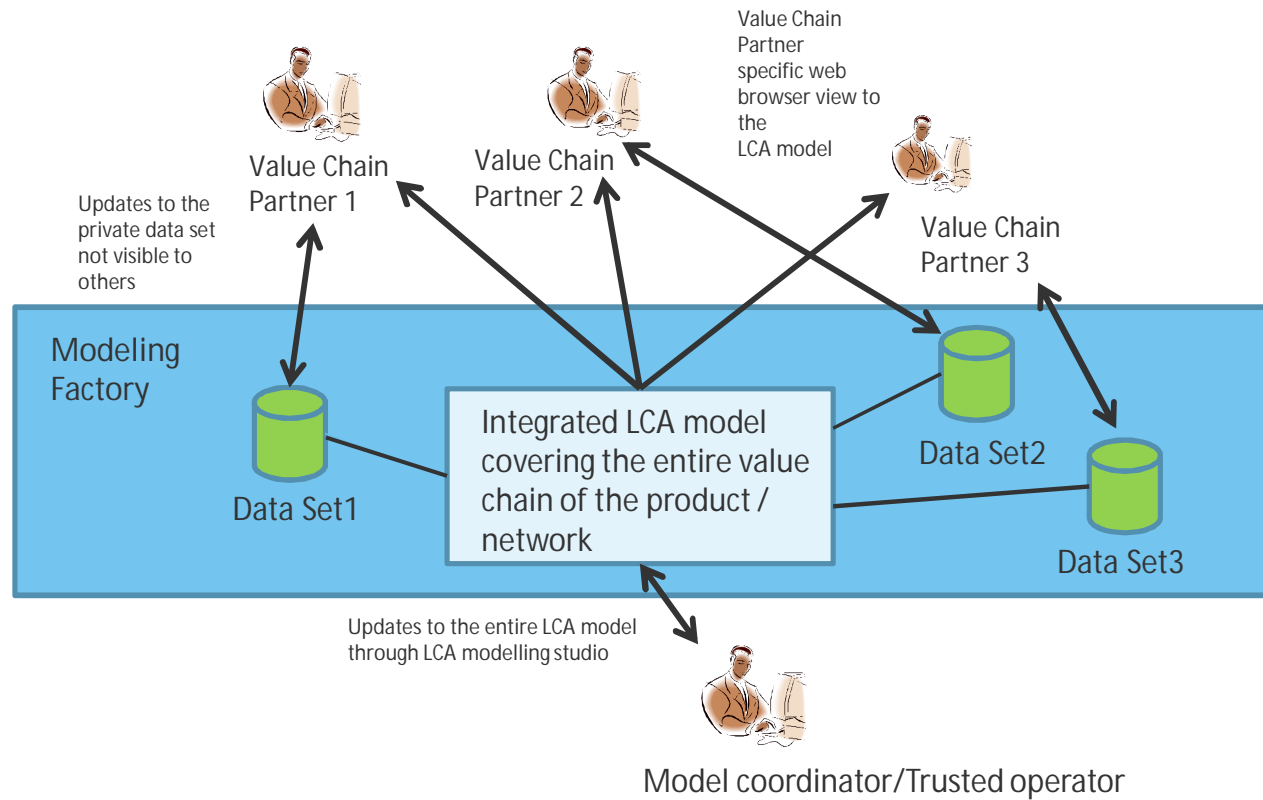 Value Chain
Partner
specific web
browser view to
the
LCA model
Value Chain
Partner 1
Value Chain
Partner 2
Value Chain
Partner 3
Updates to the
private data set
not visible to
others
Modeling
Factory
Data Set1
Integrated LCA model
covering the entire value
chain of the product /
network
Data Set2
Data Set3
Updates to the entire LCA model
through LCA modelling studio
Model coordinator/Trusted operator